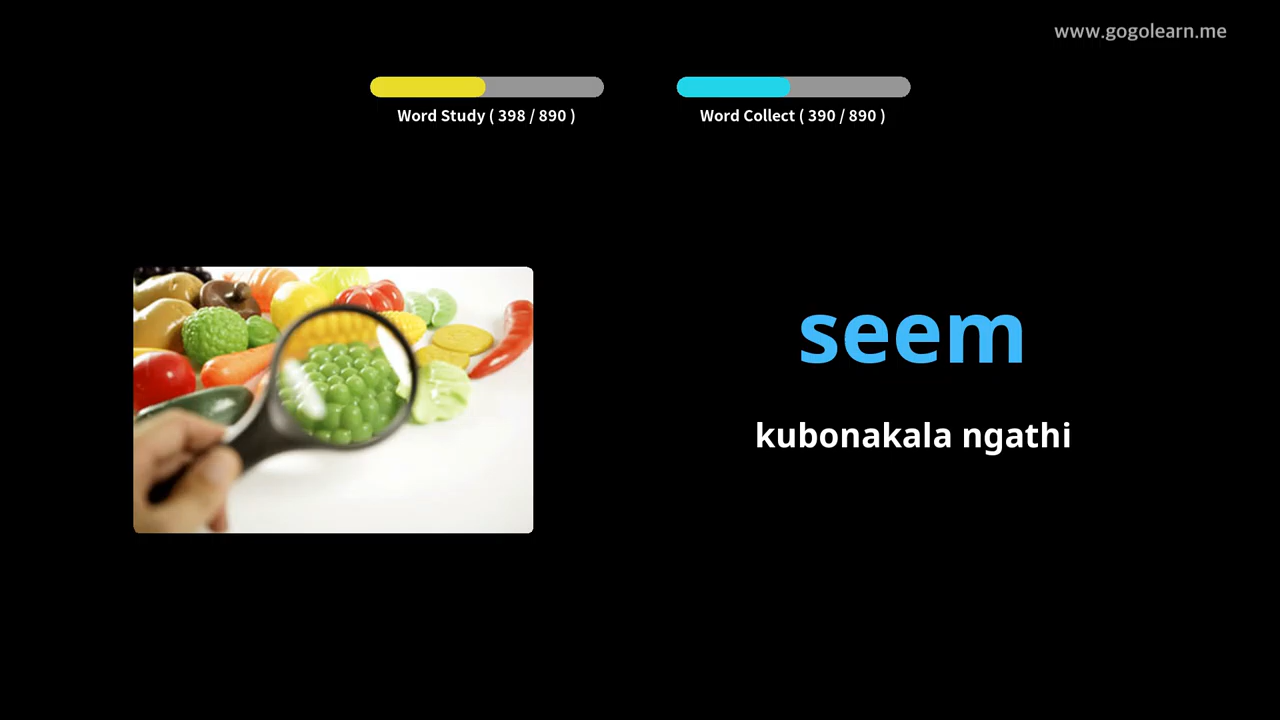 www.gogolearn.me
Word Study ( 398 / 890 )
Word Collect ( 390 / 890 )
seem
kubonakala ngathi